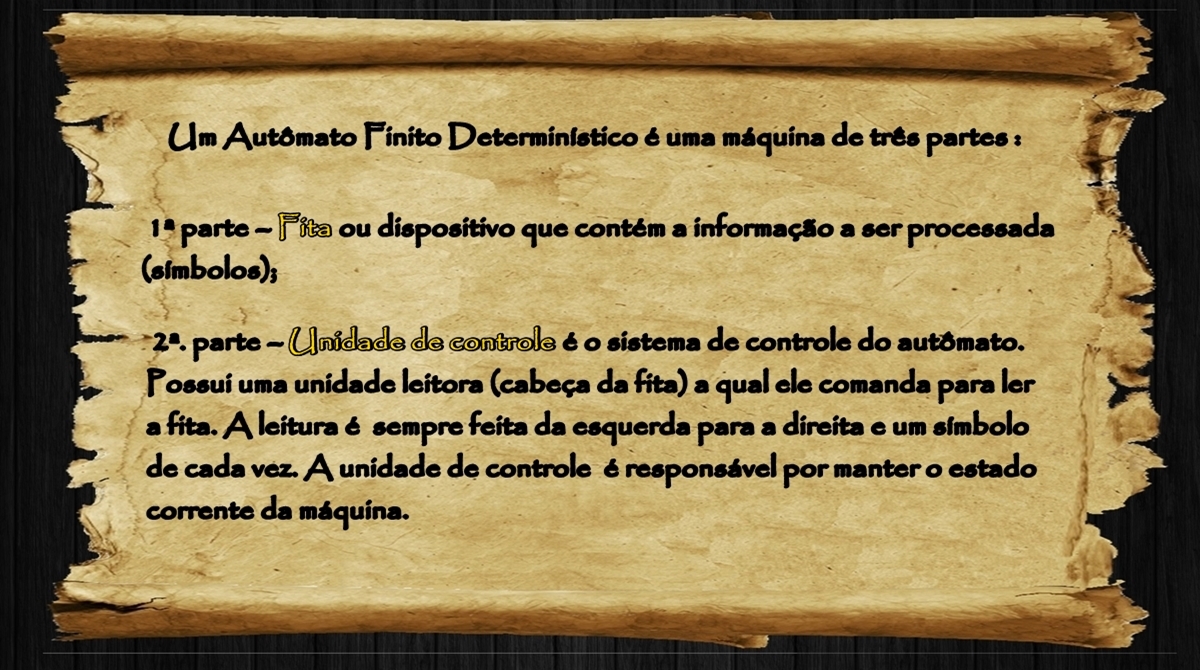 Um Autômato Finito Determinístico é uma máquina de três partes :
1ª parte – Fita ou dispositivo que contém a informação a ser processada
(símbolos);
2ª. parte – Unidade de controle é o sistema de controle do autômato.
Possui uma unidade leitora (cabeça da fita) a qual ele comanda para ler
a fita. A leitura é sempre feita da esquerda para a direita e um símbolo
de cada vez. A unidade de controle é responsável por manter o estado
corrente da máquina.